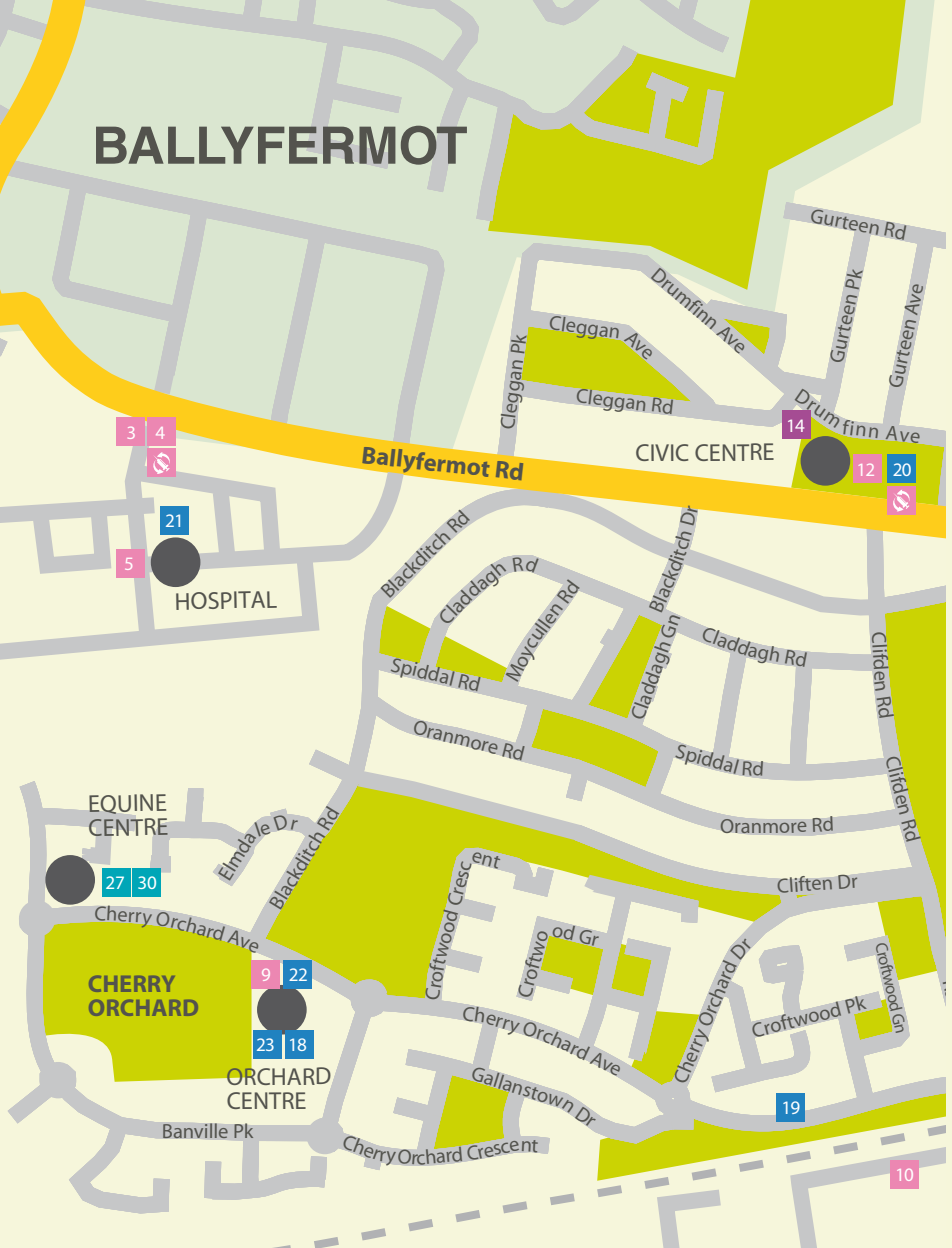 BALLYFERMOT
Gurteen Rd
Gurteen Pk
Gurteen Ave
Drumfinn Ave
Cleggan Ave
Cleggan Pk
Cleggan Rd
Drumfinn Ave
14
3 4
CIVIC CENTRE
12 20
Ballyfermot Rd
21
5
HOSPITAL
Blackditch Rd
Claddagh Rd
Moycullen Rd
Blackditch Dr
Claddagh Gn
Claddagh Rd
Clifden Rd
Spiddal Rd
Oranmore Rd
Spiddal Rd
Clifden Rd
Oranmore Rd
EQUINE
CENTRE
Elmdale Dr
Blackditch Rd
27 30
Cliften Dr
Croftwood Crescent
Cherry Orchard Ave
Croftwood Gr
Cherry Orchard Dr
Croftwood Gn
CHERRY
ORCHARD
9 22
Croftwood Pk
Cherry Orchard Ave
23 18
ORCHARD
CENTRE
Gallanstown Dr
19
Banville Pk
Cherry Orchard Crescent
10